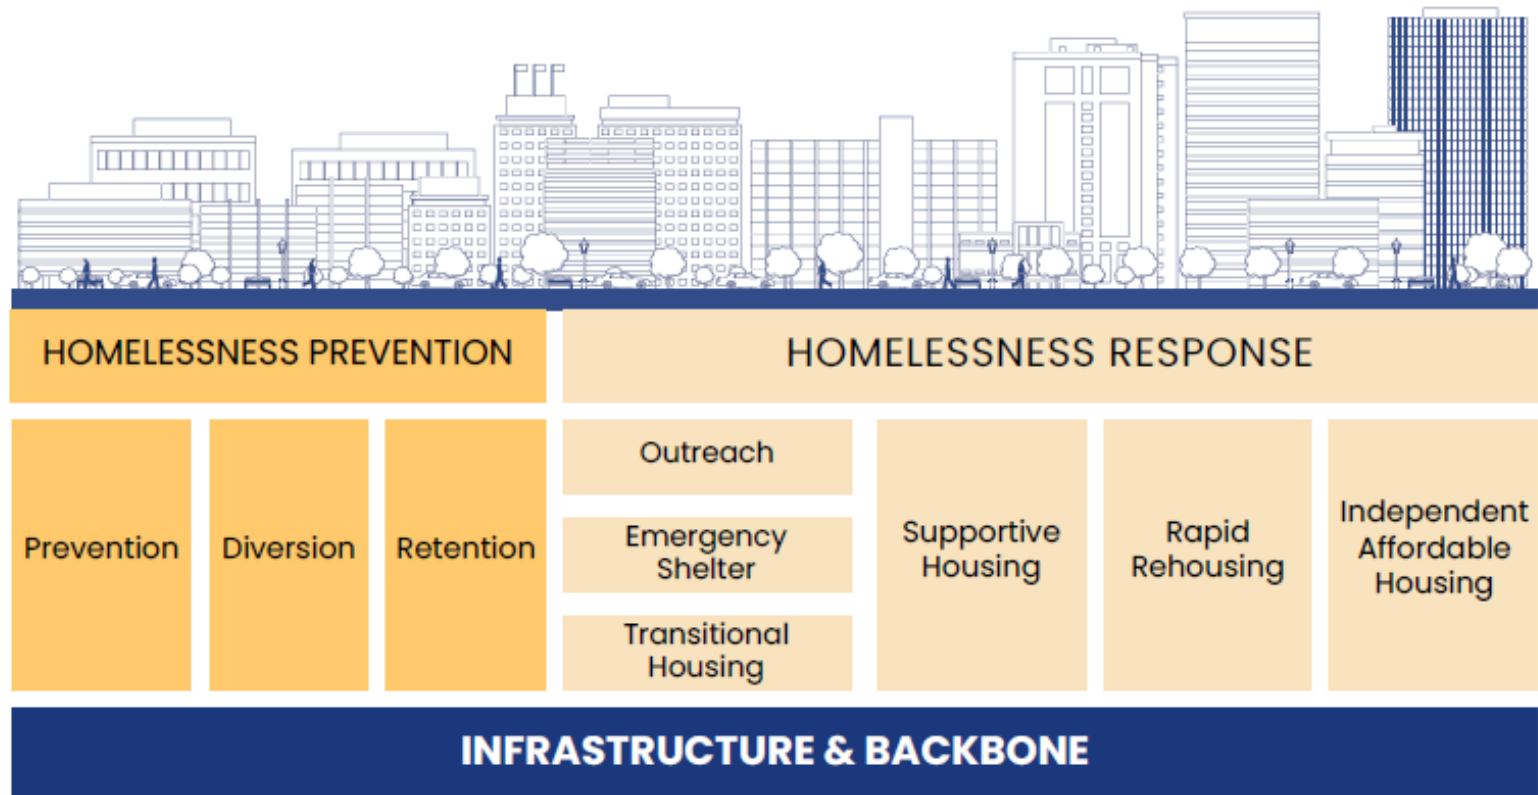 HOMELESSNESS PREVENTION
HOMELESSNESS RESPONSE
Prevention
Diversion
Retention
Outreach
Emergency
Shelter
Transitional
Housing
Supportive
Housing
Rapid
Rehousing
Independent
Affordable
Housing
INFRASTRUCTURE & BACKBONE